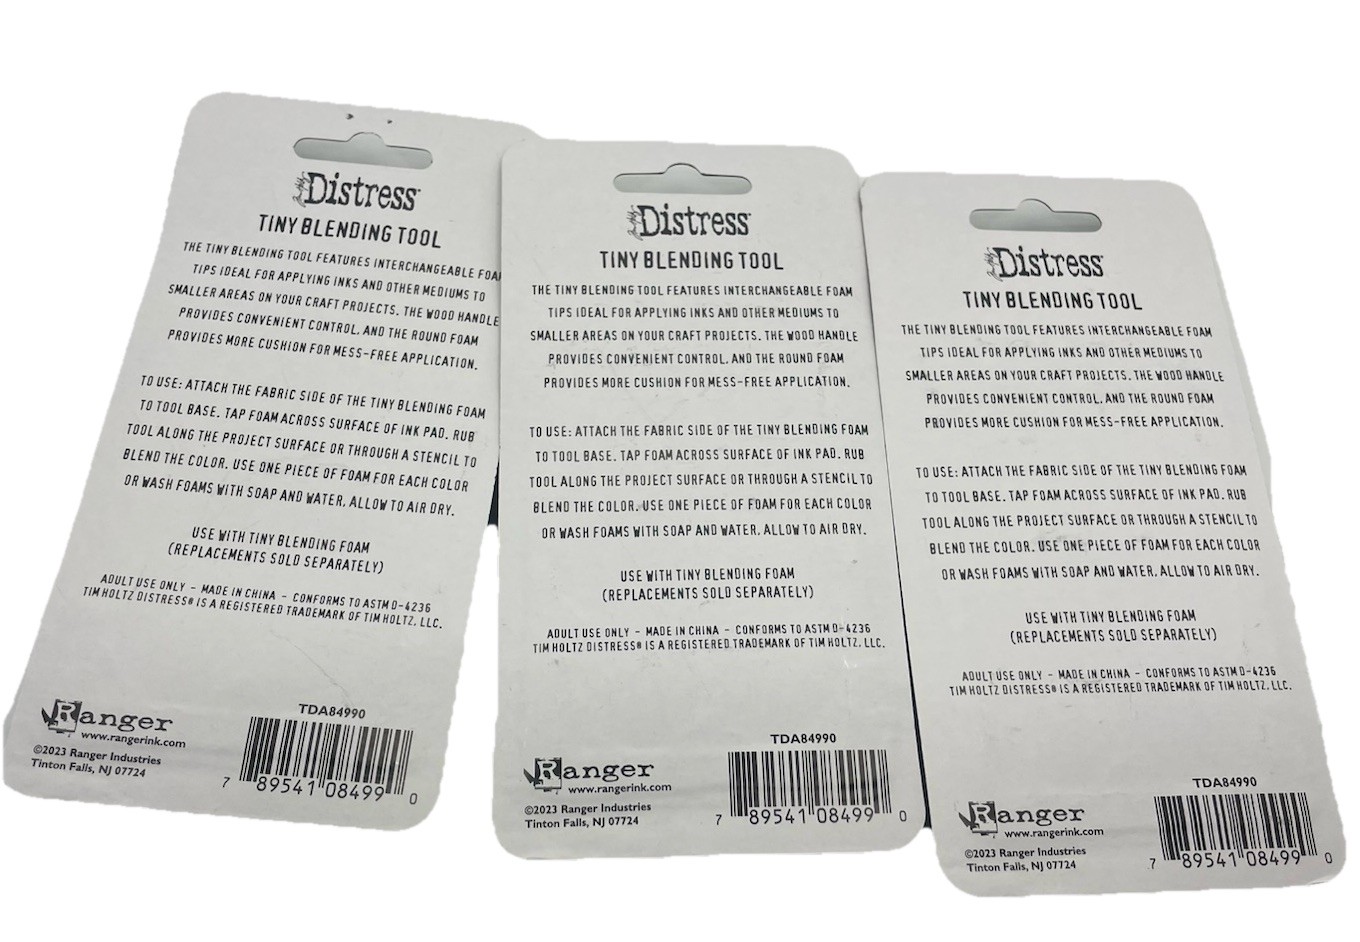 Distress
TINY BLENDING TOOL
THE TINY BLENDING TOOL FEATURES INTERCHANGEABLE FOAM
TIPS IDEAL FOR APPLYING INKS AND OTHER MEDIUMS TO
SMALLER AREAS ON YOUR CRAFT PROJECTS. THE WOOD HANDLE
PROVIDES CONVENIENT CONTROL, AND THE ROUND FOAM
PROVIDES MORE CUSHION FOR MESS-FREE APPLICATION.
TO USE: ATTACH THE FABRIC SIDE OF THE TINY BLENDING FOAM
TO TOOL BASE. TAP FOAM ACROSS SURFACE OF INK PAD. RUB
TOOL ALONG THE PROJECT SURFACE OR THROUGH A STENCIL TO
BLEND THE COLOR. USE ONE PIECE OF FOAM FOR EACH COLOR
OR WASH FOAMS WITH SOAP AND WATER, ALLOW TO AIR DRY.
USE WITH TINY BLENDING FOAM
(REPLACEMENTS SOLD SEPARATELY)
ADULT USE ONLY - MADE IN CHINA - CONFORMS TO ASTM D-4236
TIM HOLTZ DISTRESS® IS A REGISTERED TRADEMARK OF TIM HOLTZ, LLC.
Ranger
www.rangerink.com
©2023 Ranger Industries
Tinton Falls, NJ 07724
TDA84990
7 89541 08499 0
Distress
TINY BLENDING TOOL
THE TINY BLENDING TOOL FEATURES INTERCHANGEABLE FOAM
TIPS IDEAL FOR APPLYING INKS AND OTHER MEDIUMS TO
SMALLER AREAS ON YOUR CRAFT PROJECTS. THE WOOD HANDLE
PROVIDES CONVENIENT CONTROL, AND THE ROUND FOAM
PROVIDES MORE CUSHION FOR MESS-FREE APPLICATION.
TO USE: ATTACH THE FABRIC SIDE OF THE TINY BLENDING FOAM
TO TOOL BASE. TAP FOAM ACROSS SURFACE OF INK PAD. RUB
TOOL ALONG THE PROJECT SURFACE OR THROUGH A STENCIL TO
BLEND THE COLOR. USE ONE PIECE OF FOAM FOR EACH COLOR
OR WASH FOAMS WITH SOAP AND WATER, ALLOW TO AIR DRY.
USE WITH TINY BLENDING FOAM
(REPLACEMENTS SOLD SEPARATELY)
ADULT USE ONLY - MADE IN CHINA - CONFORMS TO ASTM D-4236
TIM HOLTZ DISTRESS® IS A REGISTERED TRADEMARK OF TIM HOLTZ, LLC.
Ranger
www.rangerink.com
©2023 Ranger Industries
Tinton Falls, NJ 07724
TDA84990
7 89541 08499 0
Distress
TINY BLENDING TOOL
THE TINY BLENDING TOOL FEATURES INTERCHANGEABLE FOAM
TIPS IDEAL FOR APPLYING INKS AND OTHER MEDIUMS TO
SMALLER AREAS ON YOUR CRAFT PROJECTS. THE WOOD HANDLE
PROVIDES CONVENIENT CONTROL, AND THE ROUND FOAM
PROVIDES MORE CUSHION FOR MESS-FREE APPLICATION.
TO USE: ATTACH THE FABRIC SIDE OF THE TINY BLENDING FOAM
TO TOOL BASE. TAP FOAM ACROSS SURFACE OF INK PAD. RUB
TOOL ALONG THE PROJECT SURFACE OR THROUGH A STENCIL TO
BLEND THE COLOR. USE ONE PIECE OF FOAM FOR EACH COLOR
OR WASH FOAMS WITH SOAP AND WATER, ALLOW TO AIR DRY.
USE WITH TINY BLENDING FOAM
(REPLACEMENTS SOLD SEPARATELY)
ADULT USE ONLY - MADE IN CHINA - CONFORMS TO ASTM D-4236
TIM HOLTZ DISTRESS® IS A REGISTERED TRADEMARK OF TIM HOLTZ, LLC.
Ranger
www.rangerink.com
©2023 Ranger Industries
Tinton Falls, NJ 07724
TDA84990
7 89541 08499 0